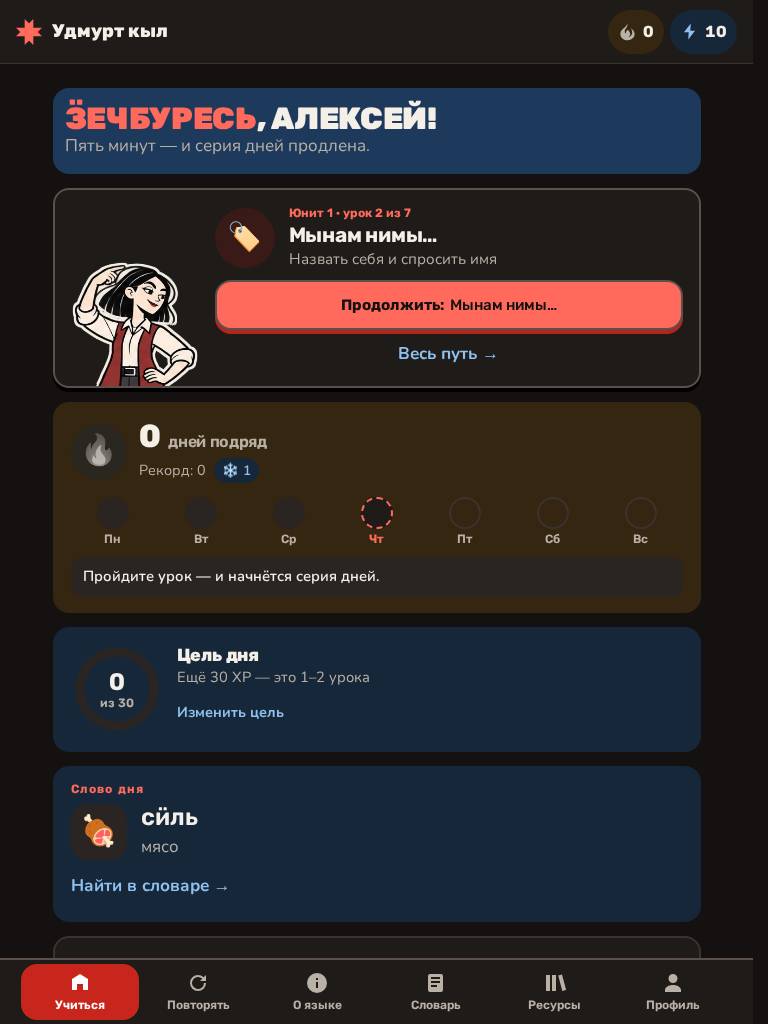 Удмурт кыл
0
10
ӞЕЧБУРЕСЬ, АЛЕКСЕЙ!
Пять минут — и серия дней продлена.
Юнит 1 • урок 2 из 7
Мынам нимы...
Назвать себя и спросить имя
Продолжить: Мынам нимы...
Весь путь →
0 дней подряд
Рекорд: 0 1
Пн Вт Ср Чт Пт Сб Вс
Пройдите урок — и начнётся серия дней.
0
из 30
Цель дня
Ещё 30 XP — это 1–2 урока
Изменить цель
Слово дня
сӥль
мясо
Найти в словаре →
Учиться Повторять О языке Словарь Ресурсы Профиль